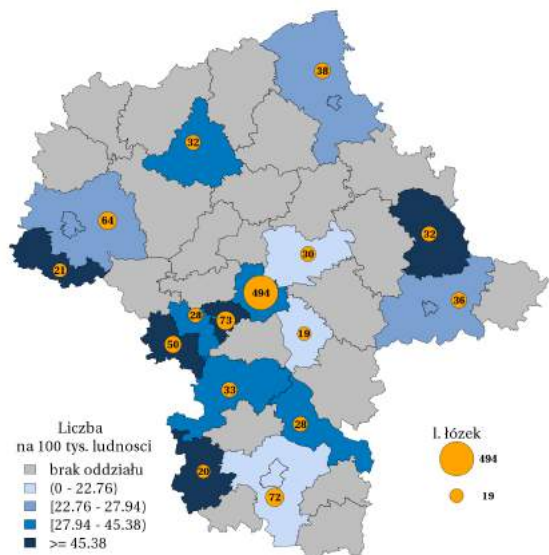 38
32
64
32
21
30
494
36
28
73
50
19
33
28
20
72
Liczba
na 100 tys. ludnosci
brak oddziału
(0 - 22.76)
[22.76 - 27.94)
[27.94 - 45.38)
>= 45.38
l. łózek
494
19